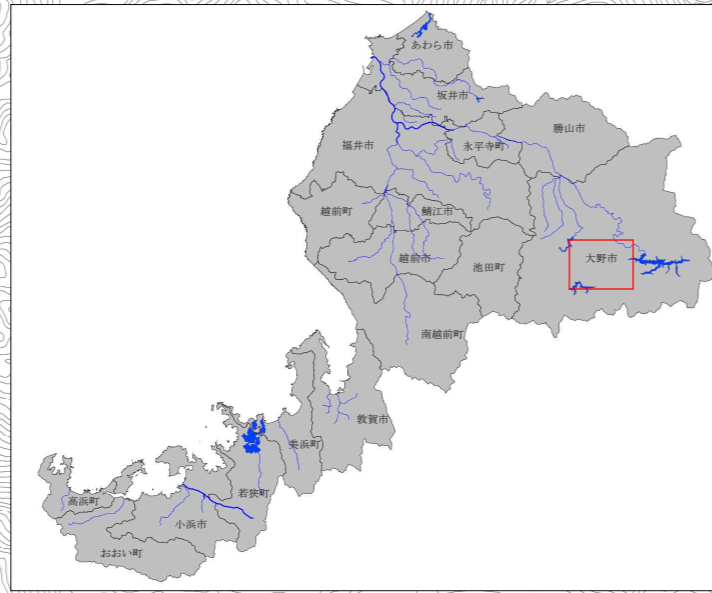 あわら市
坂井市
勝山市
福井市
永平寺町
越前町
鯖江市
越前市
池田町
大野市
南越前町
敦賀市
美浜町
若狭町
高浜町
小浜市
おおい町